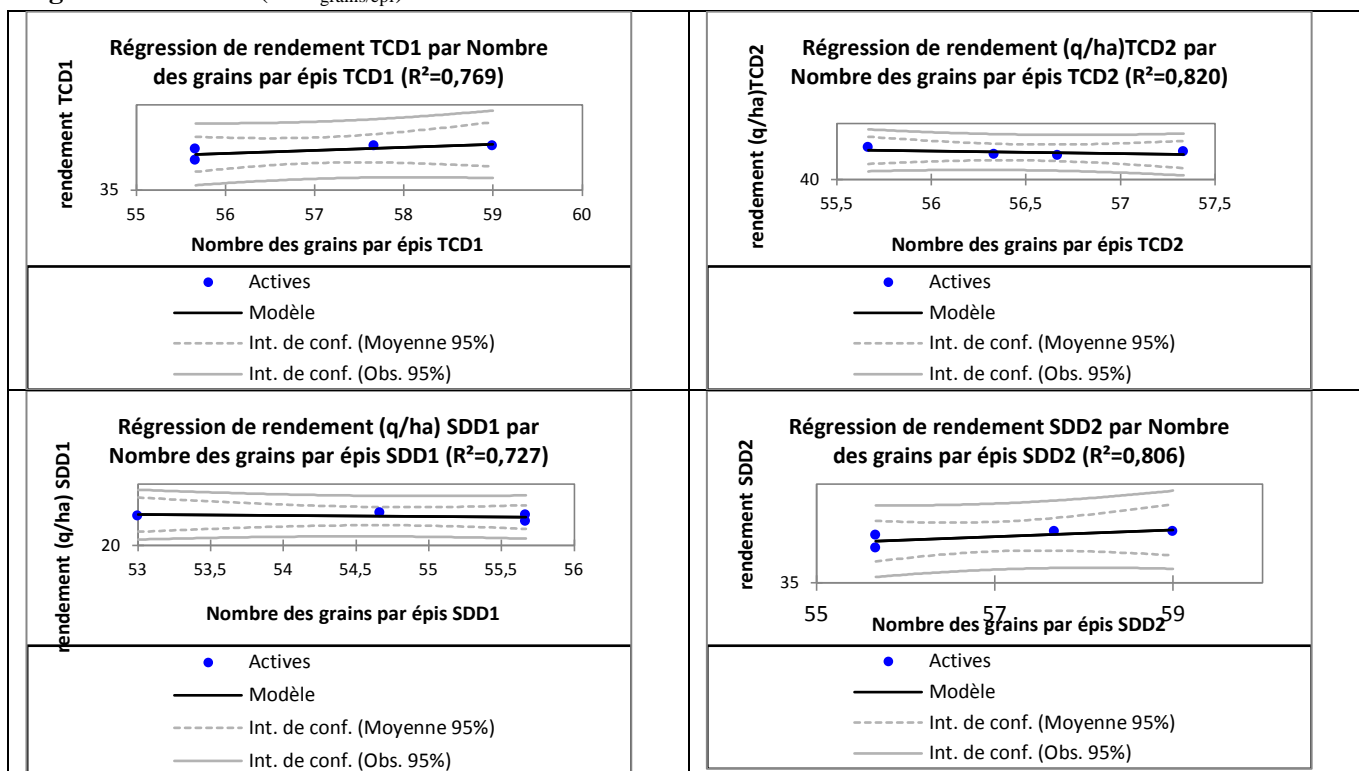 Régression de rendement TCD1 par Nombre
des grains par épis TCD1 (R²=0,769)
rendement TCD1
35
55 56 57 58 59 60
Nombre des grains par épis TCD1
Actives
Modèle
Int. de conf. (Moyenne 95%)
Int. de conf. (Obs. 95%)
Régression de rendement (q/ha)TCD2 par
Nombre des grains par épis TCD2 (R²=0,820)
rendement (q/ha)TCD2
40
55,5 56 56,5 57 57,5
Nombre des grains par épis TCD2
Actives
Modèle
Int. de conf. (Moyenne 95%)
Int. de conf. (Obs. 95%)
Régression de rendement (q/ha) SDD1 par
Nombre des grains par épis SDD1 (R²=0,727)
rendement (q/ha) SDD1
20
53 53,5 54 54,5 55 55,5 56
Nombre des grains par épis SDD1
Actives
Modèle
Int. de conf. (Moyenne 95%)
Int. de conf. (Obs. 95%)
Régression de rendement SDD2 par Nombre
des grains par épis SDD2 (R²=0,806)
rendement SDD2
35
55 57 59
Nombre des grains par épis SDD2
Actives
Modèle
Int. de conf. (Moyenne 95%)
Int. de conf. (Obs. 95%)